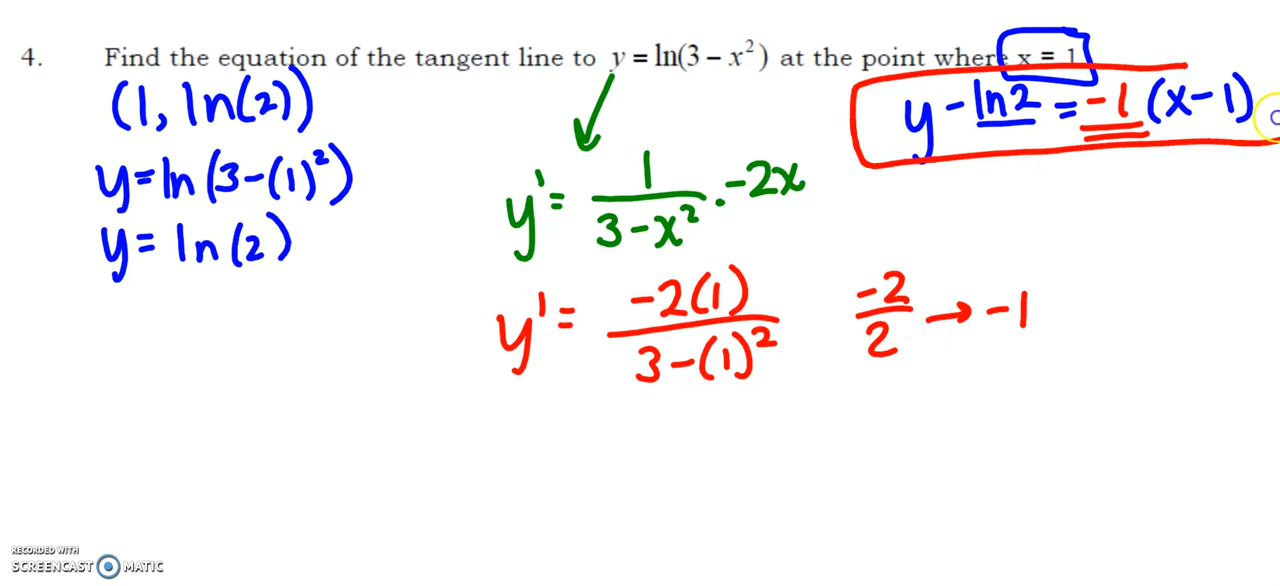 4. Find the equation of the tangent line to y = ln(3 − x²) at the point where x = 1
(1, ln(2))
y - ln 2 = -1 (x - 1)
y = ln (3 - (1)²)
y' = 1/(3 - x²) · -2x
y = ln (2)
y' = -2(1)/(3 - (1)²) -2/2 → -1
RECORDED WITH
SCREENCAST MATIC